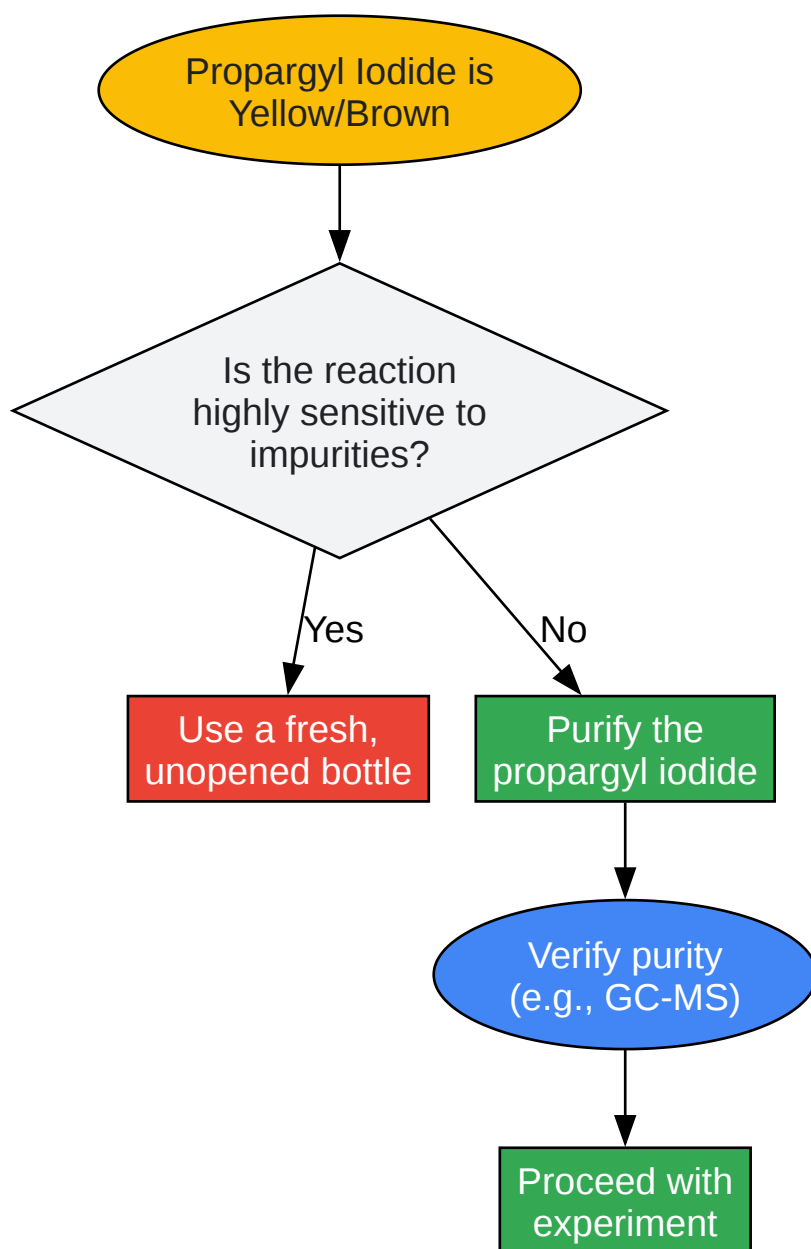 Propargyl Iodide is
Yellow/Brown
Is the reaction
highly sensitive to
impurities?
Yes
No
Use a fresh,
unopened bottle
Purify the
propargyl iodide
Verify purity
(e.g., GC-MS)
Proceed with
experiment